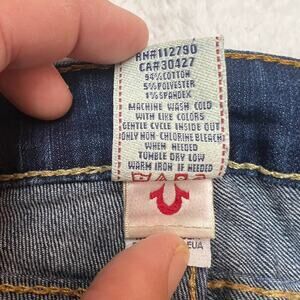 RN#112790
CA#30427
94%COTTON
5%POLYESTER
1%SPANDEX
MACHINE WASH COLD
WITH LIKE COLORS
GENTLE CYCLE INSIDE OUT
ONLY NON-CHLORINE BLEACH
WHEN NEEDED
TUMBLE DRY LOW
WARM IRON IF NEEDED
EUA